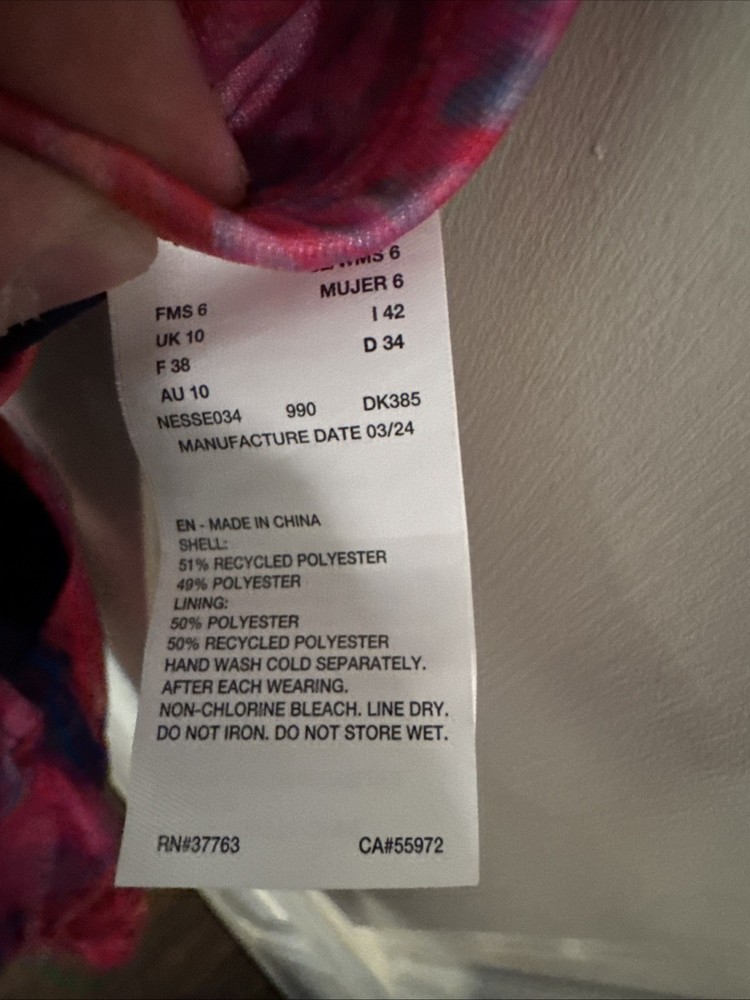 MS 6
MUJER 6
FMS 6 I 42
UK 10 D 34
F 38
AU 10
NESSE034 990 DK385
MANUFACTURE DATE 03/24
EN - MADE IN CHINA
SHELL:
51% RECYCLED POLYESTER
49% POLYESTER
LINING:
50% POLYESTER
50% RECYCLED POLYESTER
HAND WASH COLD SEPARATELY.
AFTER EACH WEARING.
NON-CHLORINE BLEACH. LINE DRY.
DO NOT IRON. DO NOT STORE WET.
RN#37763 CA#55972